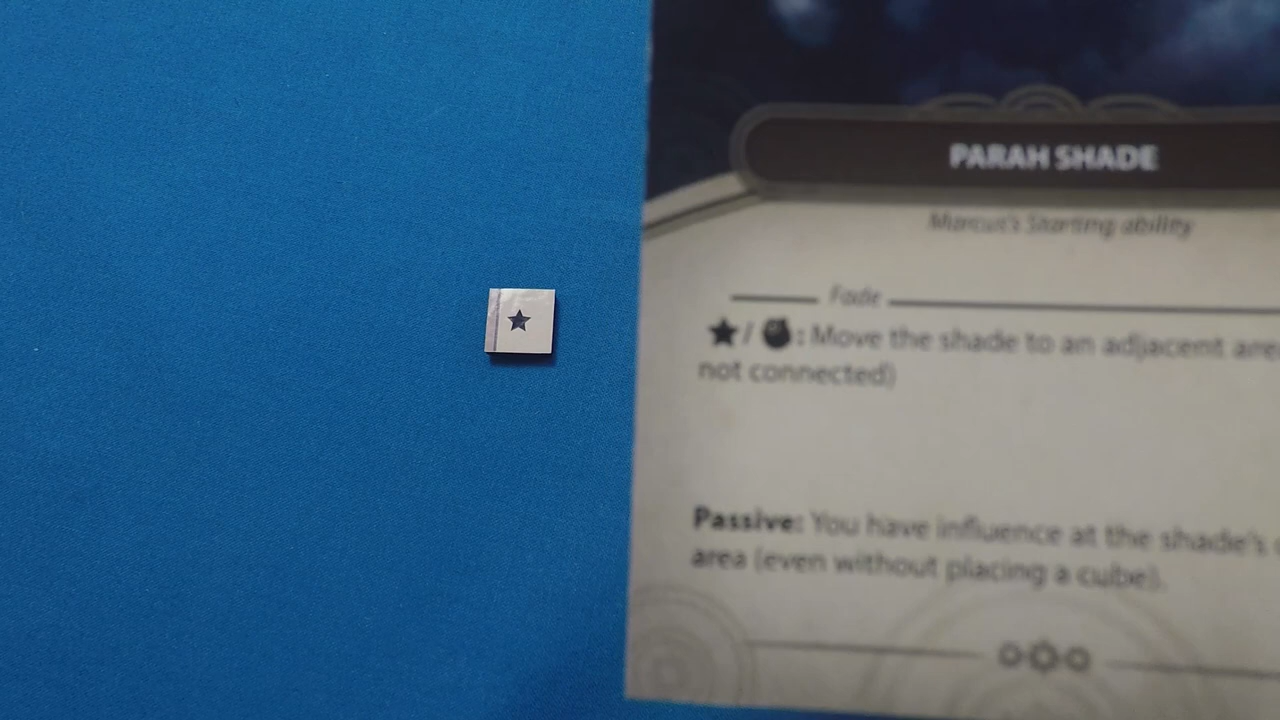 PARAH SHADE
Marcus's Starting ability
Fade
★/ : Move the shade to an adjacent
not connected)
Passive: You have influence at the shade's
area (even without placing a cube).